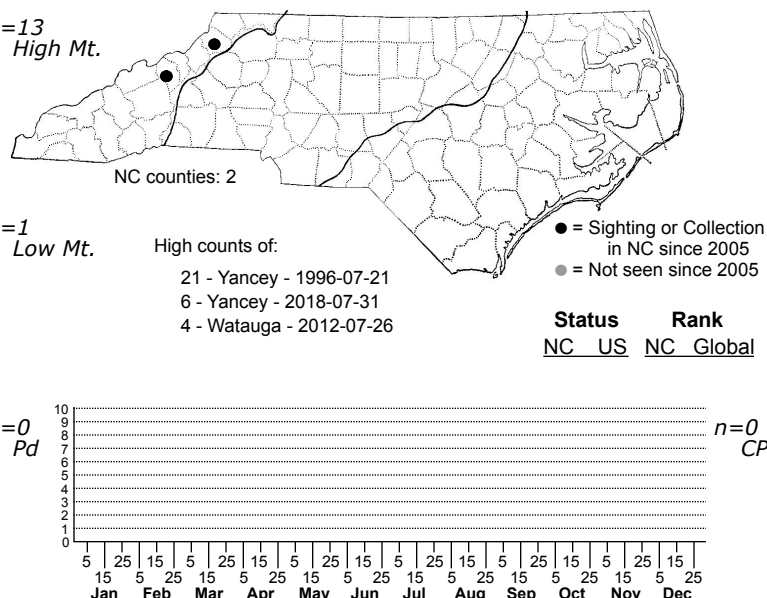 =13
High Mt.
NC counties: 2
=1
Low Mt.
High counts of:
21 - Yancey - 1996-07-21
6 - Yancey - 2018-07-31
4 - Watauga - 2012-07-26
● = Sighting or Collection
in NC since 2005
● = Not seen since 2005
Status Rank
NC US NC Global
=0
Pd
n=0
CP
10
9
8
7
6
5
4
3
2
1
0
5 25 15 5 25 15 5 25 15 5 25 15 5 25 15 5 25 15
15 5 25 15 5 25 15 5 25 15 5 25 15 5 25 15 5 25
Jan Feb Mar Apr May Jun Jul Aug Sep Oct Nov Dec